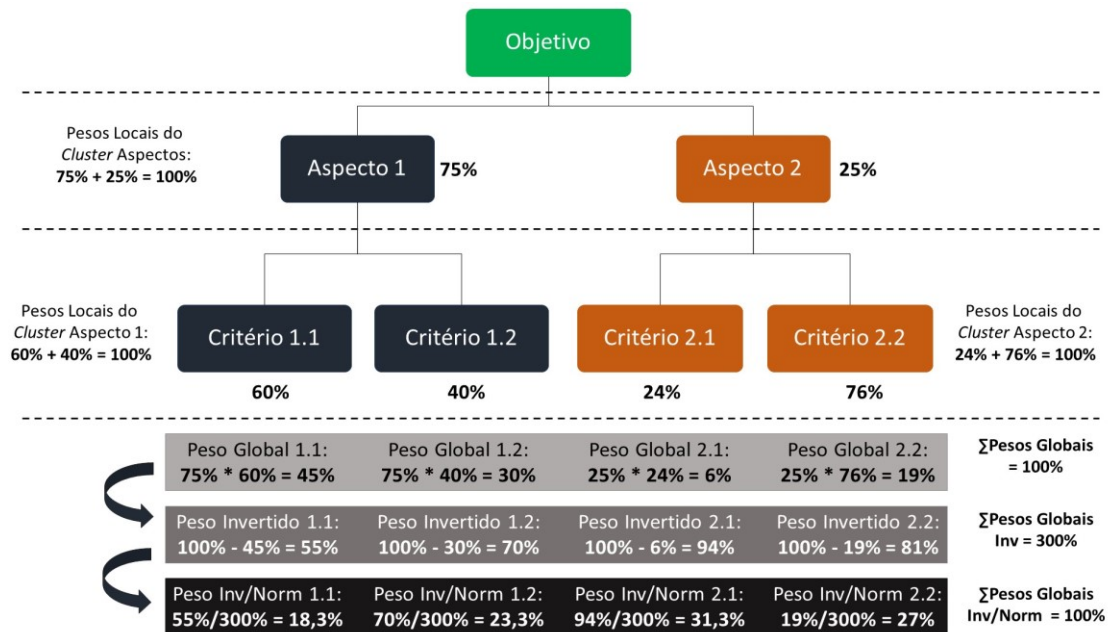 Objetivo
Pesos Locais do
Cluster Aspectos:
75% + 25% = 100%
Aspecto 1
75%
Aspecto 2
25%
Pesos Locais do
Cluster Aspecto 1:
60% + 40% = 100%
Critério 1.1
Critério 1.2
Critério 2.1
Critério 2.2
Pesos Locais do
Cluster Aspecto 2:
24% + 76% = 100%
60%
40%
24%
76%
Peso Global 1.1:
75% * 60% = 45%
Peso Global 1.2:
75% * 40% = 30%
Peso Global 2.1:
25% * 24% = 6%
Peso Global 2.2:
25% * 76% = 19%
∑Pesos Globais
= 100%
Peso Invertido 1.1:
100% - 45% = 55%
Peso Invertido 1.2:
100% - 30% = 70%
Peso Invertido 2.1:
100% - 6% = 94%
Peso Invertido 2.2:
100% - 19% = 81%
∑Pesos Globais
Inv = 300%
Peso Inv/Norm 1.1:
55%/300% = 18,3%
Peso Inv/Norm 1.2:
70%/300% = 23,3%
Peso Inv/Norm 2.1:
94%/300% = 31,3%
Peso Inv/Norm 2.2:
19%/300% = 27%
∑Pesos Globais
Inv/Norm = 100%